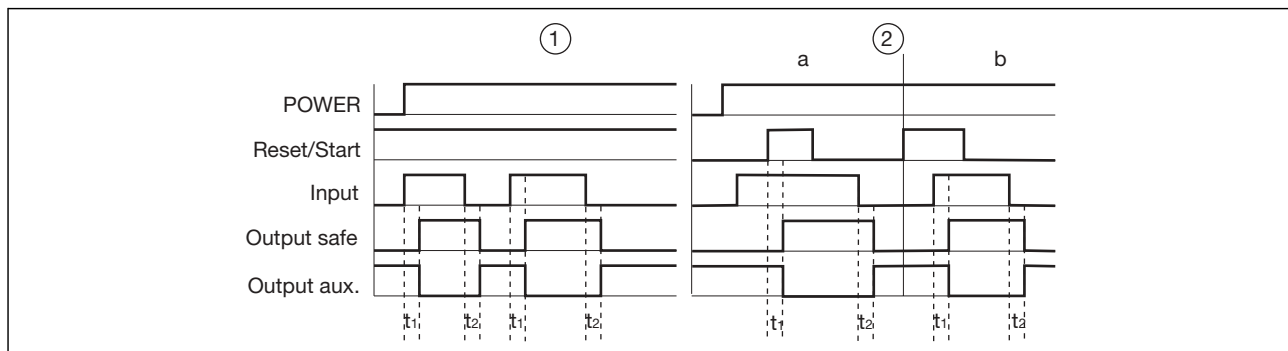 ① ②
a b
POWER
Reset/Start
Input
Output safe
Output aux.
t1 t2 t1 t2 t1 t2 t1 t2